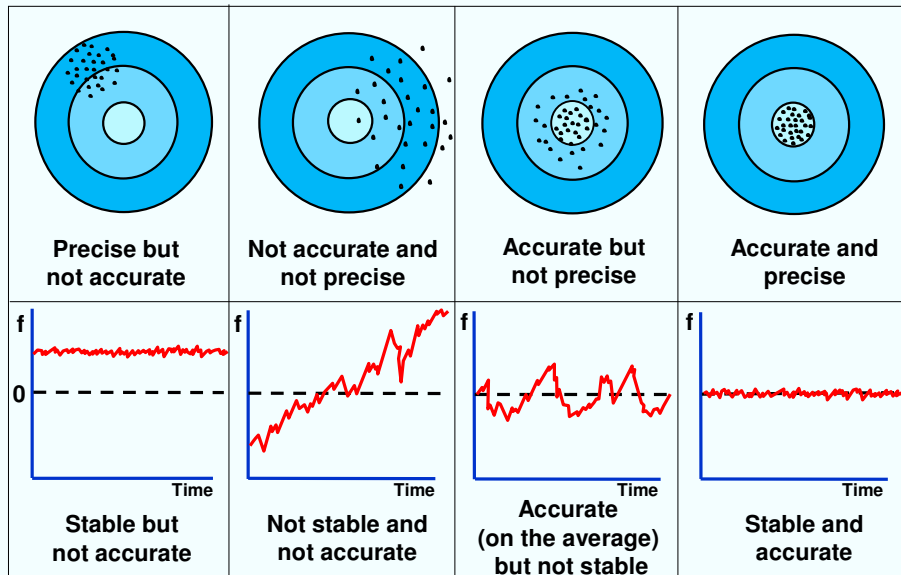 Precise but
not accurate
Not accurate and
not precise
Accurate but
not precise
Accurate and
precise
f
0
Time
Stable but
not accurate
f
Time
Not stable and
not accurate
f
Time
Accurate
(on the average)
but not stable
f
Time
Stable and
accurate